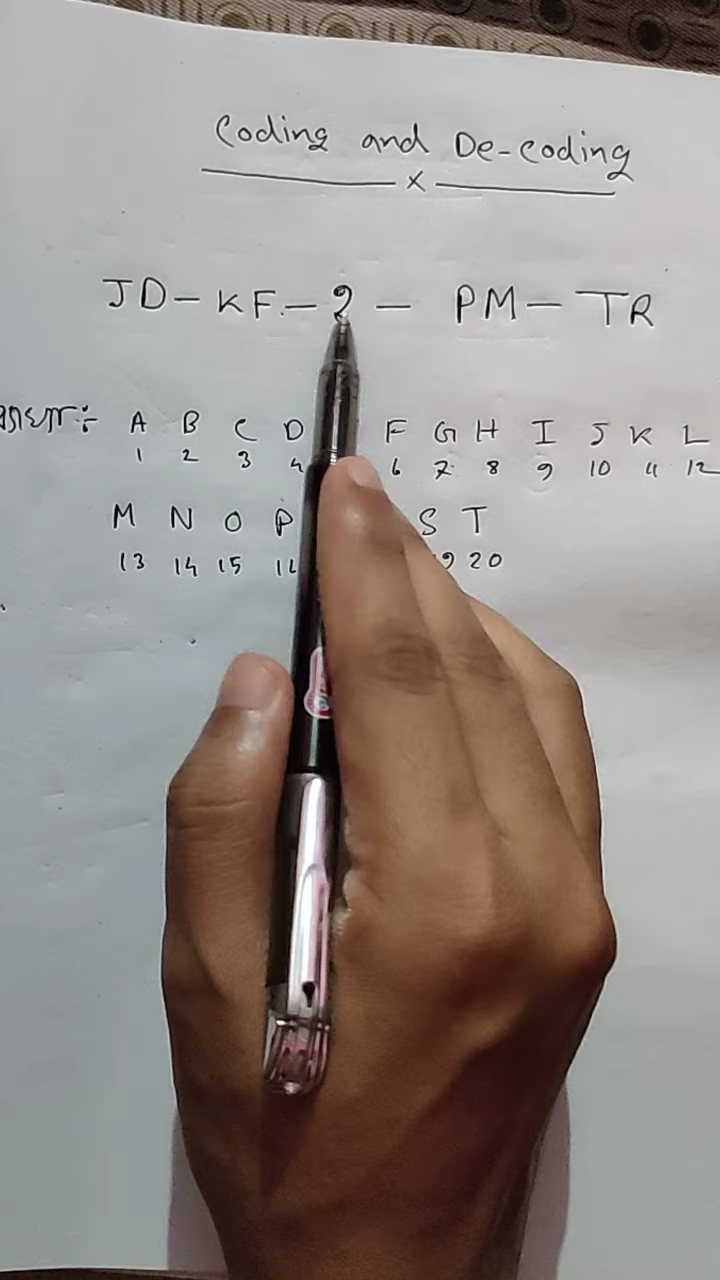 Coding and De-coding
x
JD - KF - ? - PM - TR
A B C D F G H I J K L
1 2 3 4 6 7 8 9 10 11 12
M N O P S T
13 14 15 20